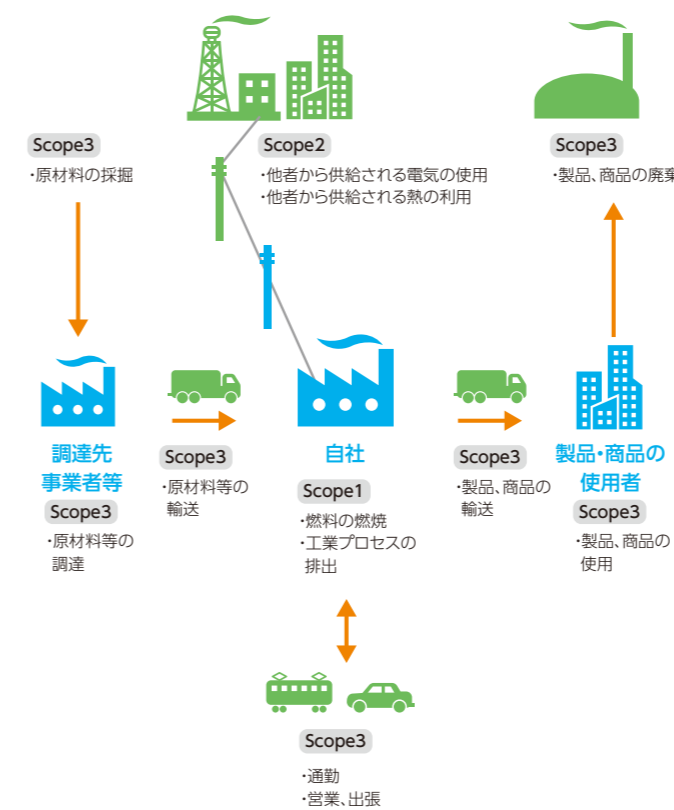 Scope3
・原材料の採掘
Scope2
・他者から供給される電気の使用
・他者から供給される熱の利用
Scope3
・製品、商品の廃棄
調達先
事業者等
Scope3
・原材料等の
調達
Scope3
・原材料等の
輸送
自社
Scope1
・燃料の燃焼
・工業プロセスの
排出
Scope3
・製品、商品の
輸送
製品・商品の
使用者
Scope3
・製品、商品の
使用
Scope3
・通勤
・営業、出張